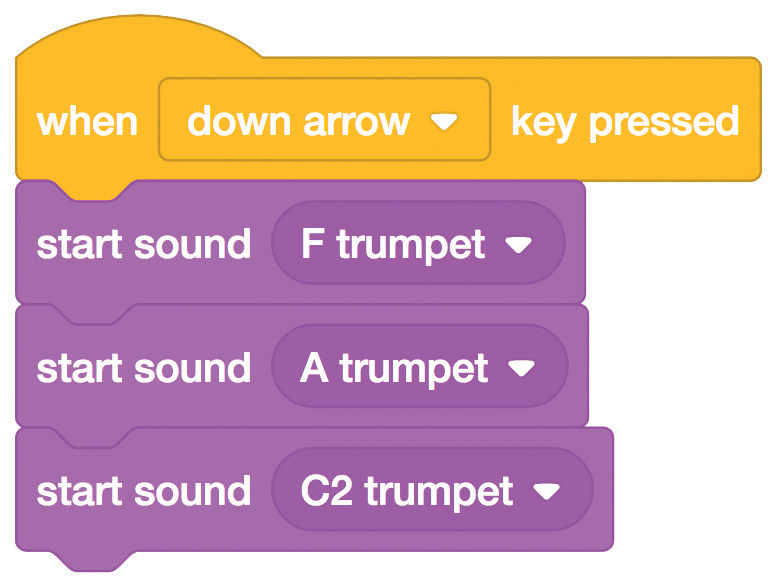 when down arrow key pressed
start sound F trumpet
start sound A trumpet
start sound C2 trumpet